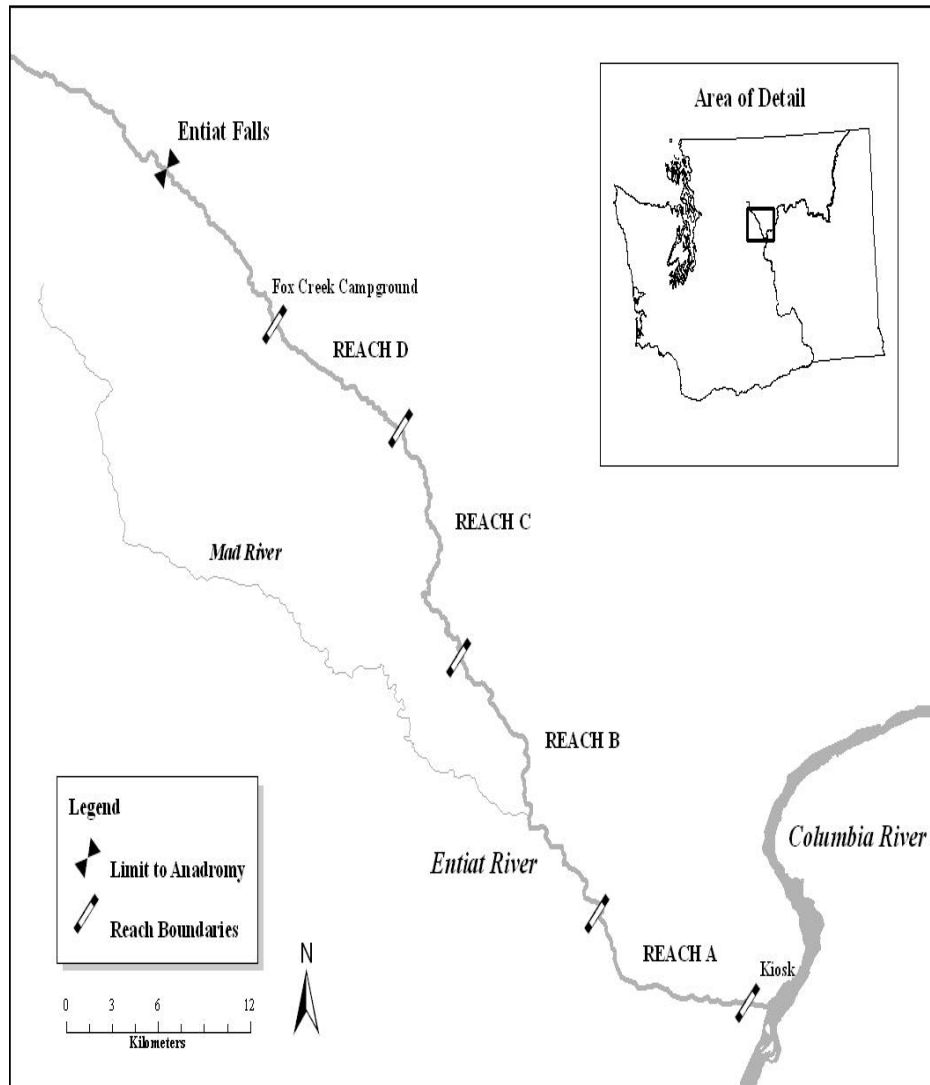 Entiat Falls
Area of Detail
Fox Creek Campground
REACH D
REACH C
Mad River
REACH B
Columbia River
Entiat River
REACH A
Kiosk
Legend
Limit to Anadromy
Reach Boundaries
N
0 3 6 12
Kilometers